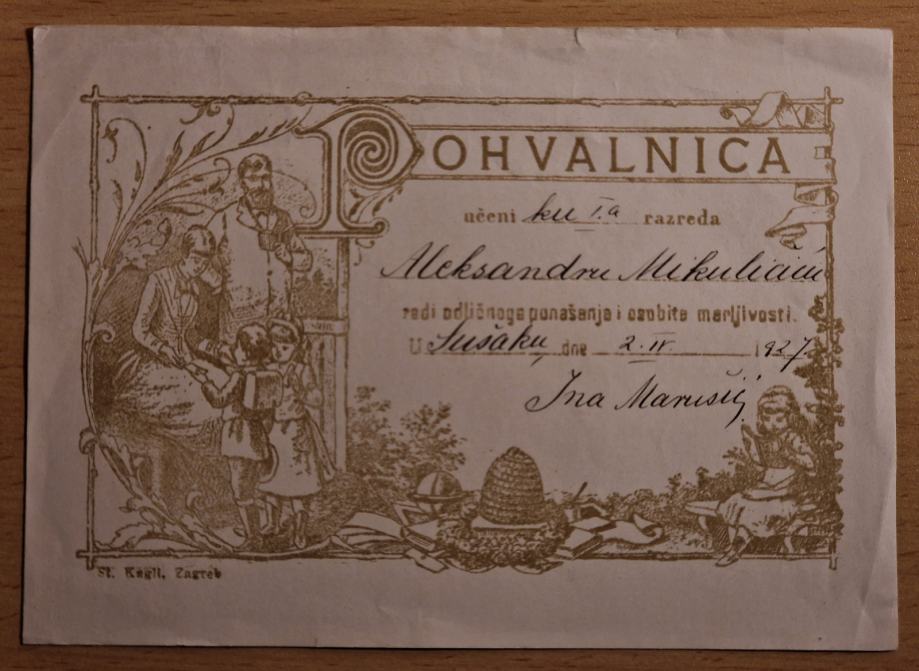 POHVALNICA
učeni ku I.a razreda
Aleksandru Mikuličiću
radi odličnoga ponašanja i osobite marljivosti.
U Sušaku, dne 2. IV 1927
Ina Marušić
St. Kugli, Zagreb